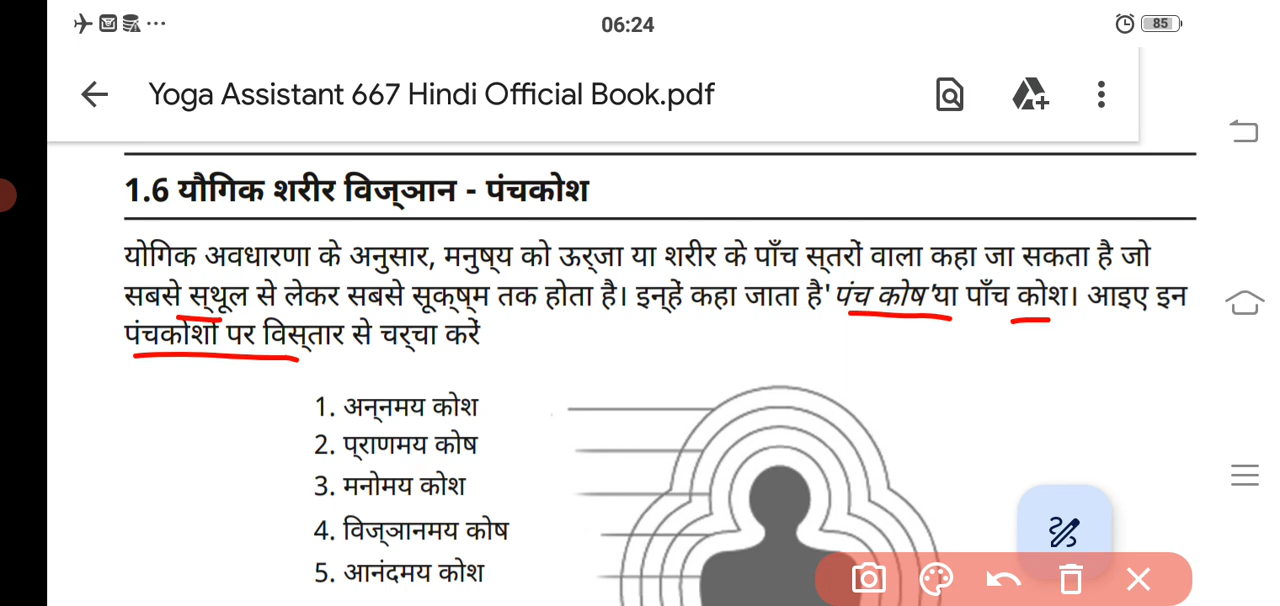 06:24
85
Yoga Assistant 667 Hindi Official Book.pdf
1.6 यौगिक शरीर विज्ञान - पंचकोश
योगिक अवधारणा के अनुसार, मनुष्य को ऊर्जा या शरीर के पाँच स्तरों वाला कहा जा सकता है जो
सबसे स्थूल से लेकर सबसे सूक्ष्म तक होता है। इन्हें कहा जाता है' पंच कोष'या पाँच कोश। आइए इन
पंचकोशों पर विस्तार से चर्चा करें
1. अन्नमय कोश
2. प्राणमय कोष
3. मनोमय कोश
4. विज्ञानमय कोष
5. आनंदमय कोश